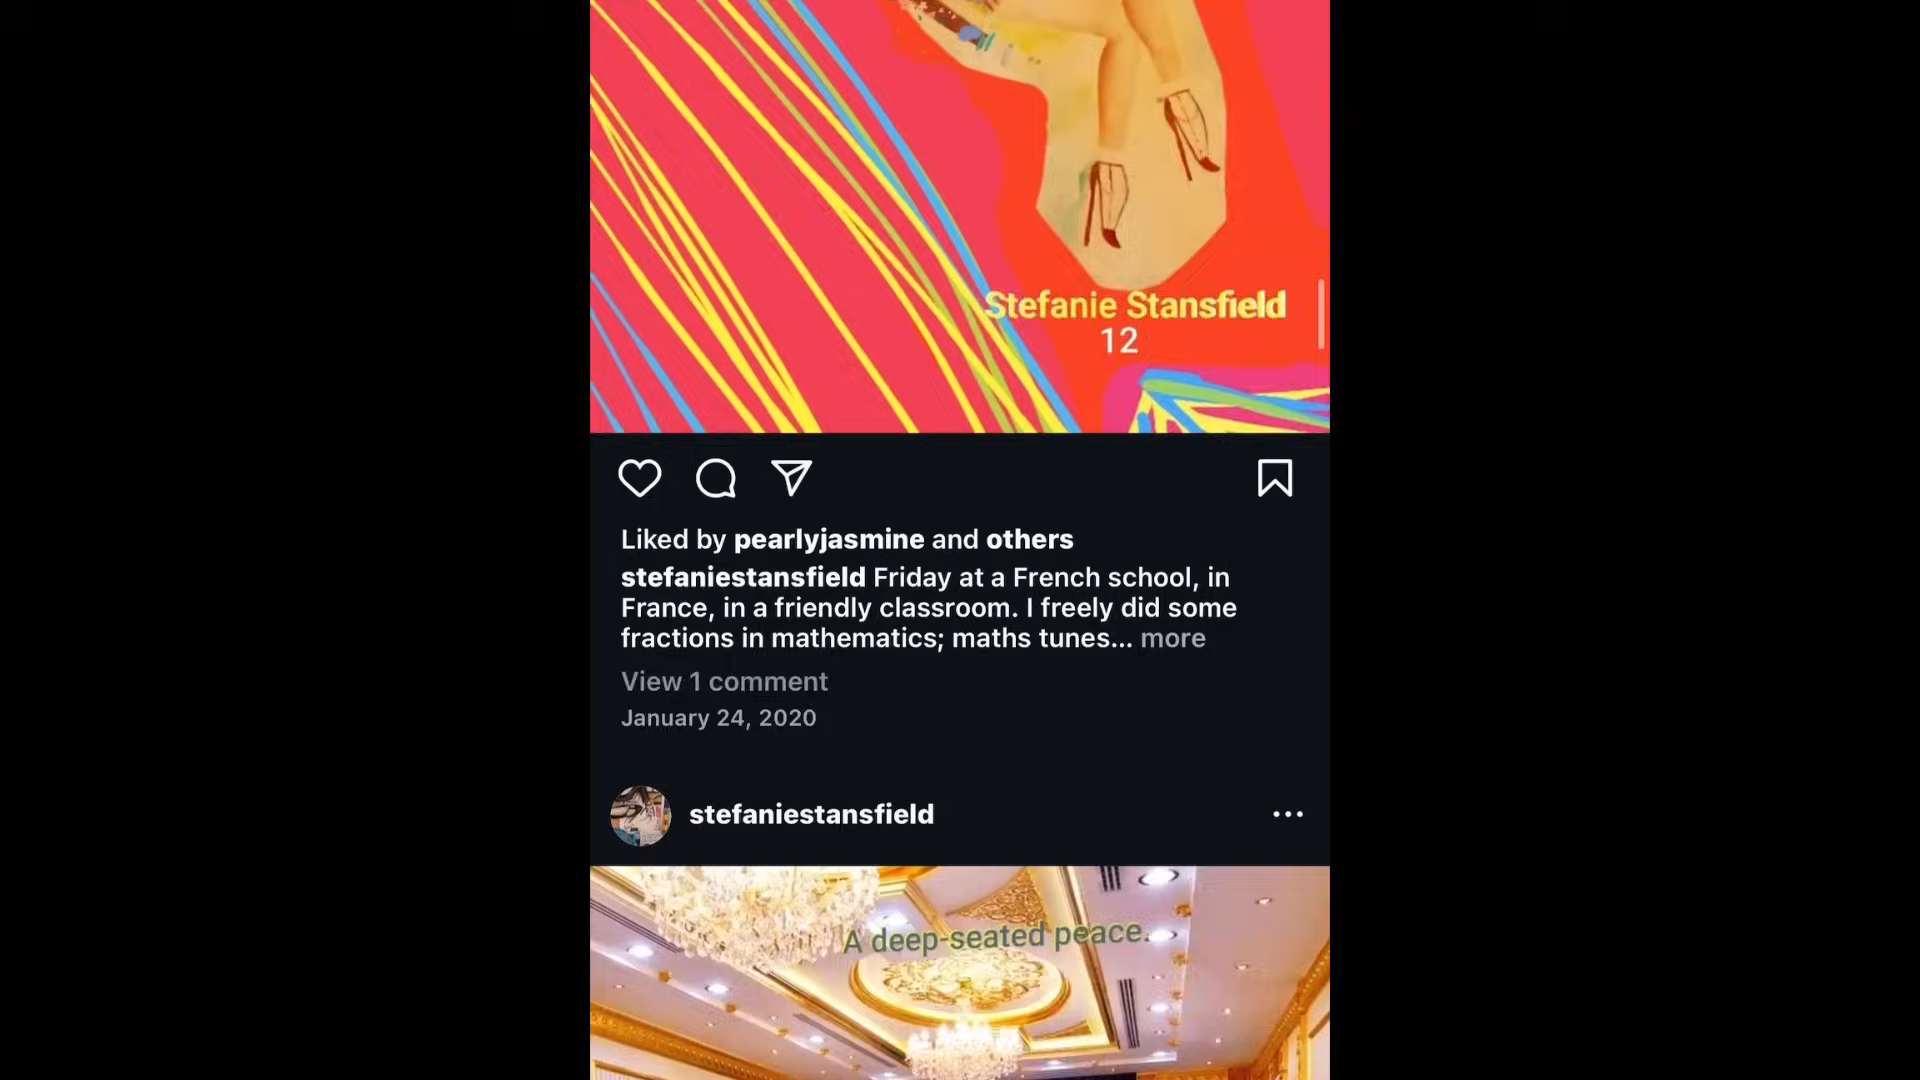 Stefanie Stansfield
12
Liked by pearlyjasmine and others
stefaniestansfield Friday at a French school, in
France, in a friendly classroom. I freely did some
fractions in mathematics; maths tunes... more
View 1 comment
January 24, 2020
stefaniestansfield
A deep-seated peace.